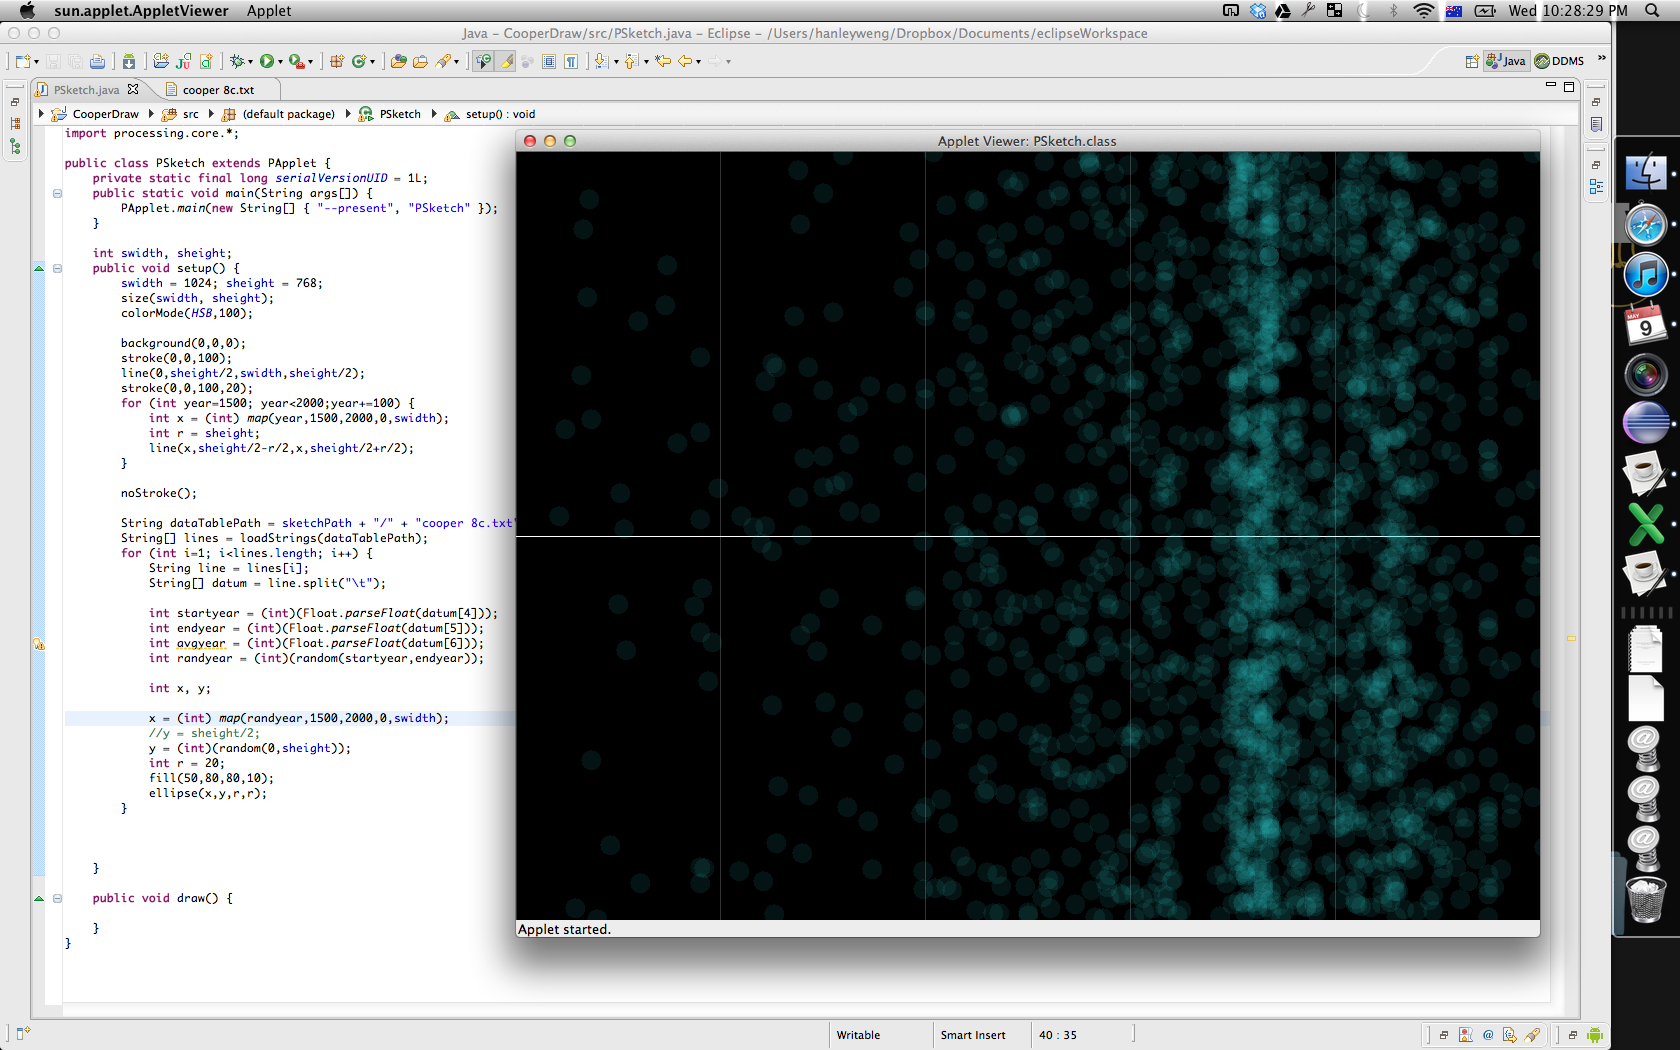 sun.applet.AppletViewer Applet
Wed 10:28:29 PM
Java – CooperDraw/src/PSketch.java – Eclipse – /Users/hanleyweng/Dropbox/Documents/eclipseWorkspace
Java DDMS »
PSketch.java cooper 8c.txt
CooperDraw src (default package) PSketch setup() : void
import processing.core.*;
public class PSketch extends PApplet {
private static final long serialVersionUID = 1L;
public static void main(String args[]) {
PApplet.main(new String[] { "--present", "PSketch" });
}
int swidth, sheight;
public void setup() {
swidth = 1024; sheight = 768;
size(swidth, sheight);
colorMode(HSB,100);
background(0,0,0);
stroke(0,0,100);
line(0,sheight/2,swidth,sheight/2);
stroke(0,0,100,20);
for (int year=1500; year<2000;year+=100) {
int x = (int) map(year,1500,2000,0,swidth);
int r = sheight;
line(x,sheight/2-r/2,x,sheight/2+r/2);
}
noStroke();
String dataTablePath = sketchPath + "/" + "cooper 8c.txt"
String[] lines = loadStrings(dataTablePath);
for (int i=1; i<lines.length; i++) {
String line = lines[i];
String[] datum = line.split("\t");
int startyear = (int)(Float.parseFloat(datum[4]));
int endyear = (int)(Float.parseFloat(datum[5]));
int avgyear = (int)(Float.parseFloat(datum[6]));
int randyear = (int)(random(startyear,endyear));
int x, y;
x = (int) map(randyear,1500,2000,0,swidth);
//y = sheight/2;
y = (int)(random(0,sheight));
int r = 20;
fill(50,80,80,10);
ellipse(x,y,r,r);
}
}
public void draw() {
}
}
Applet Viewer: PSketch.class
Applet started.
MAY
9
Writable Smart Insert 40 : 35